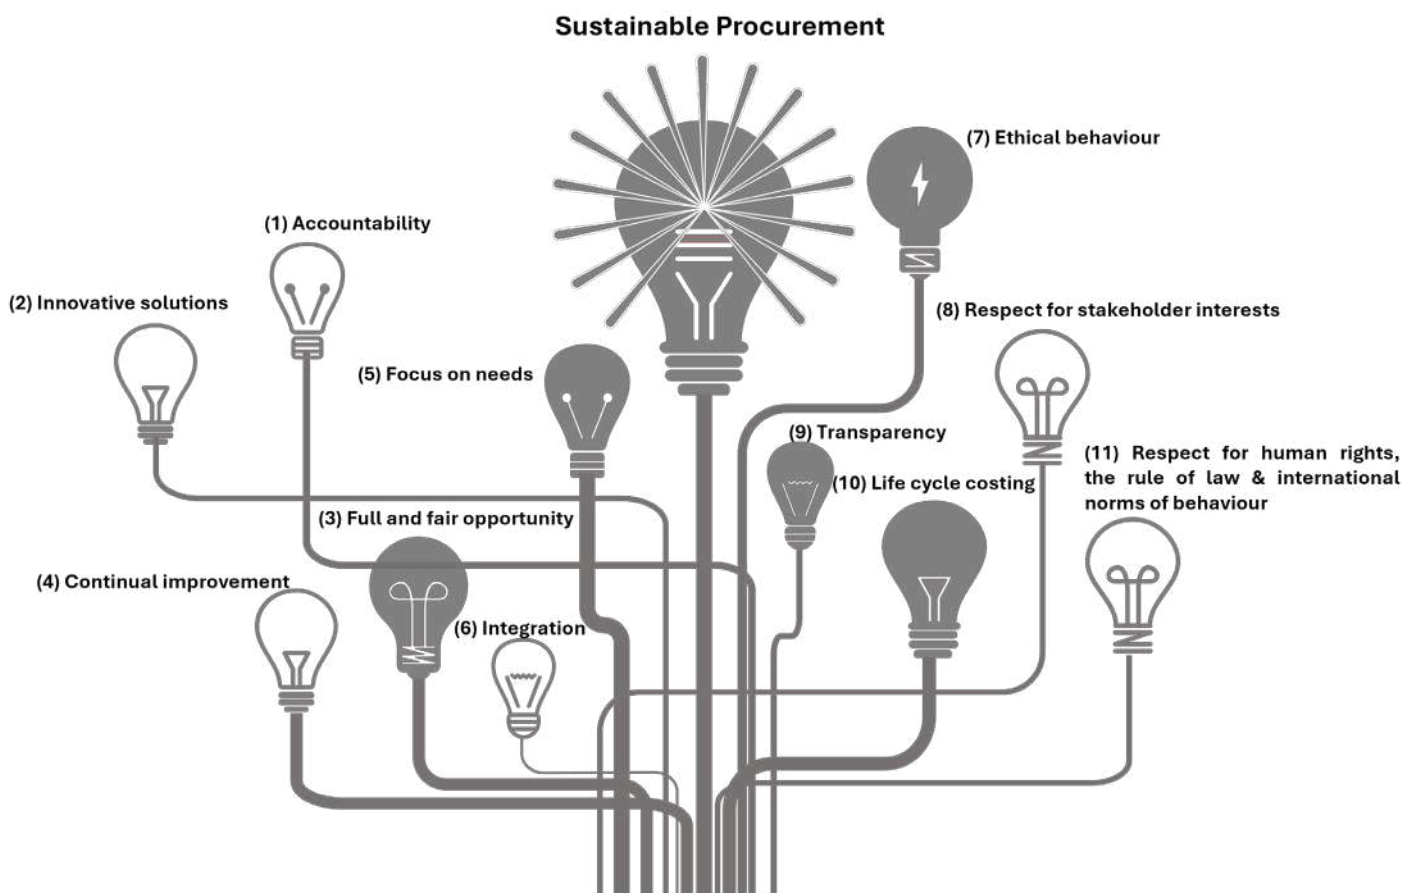 Sustainable Procurement
(1) Accountability
(2) Innovative solutions
(3) Full and fair opportunity
(4) Continual improvement
(5) Focus on needs
(6) Integration
(7) Ethical behaviour
(8) Respect for stakeholder interests
(9) Transparency
(10) Life cycle costing
(11) Respect for human rights,
the rule of law & international
norms of behaviour